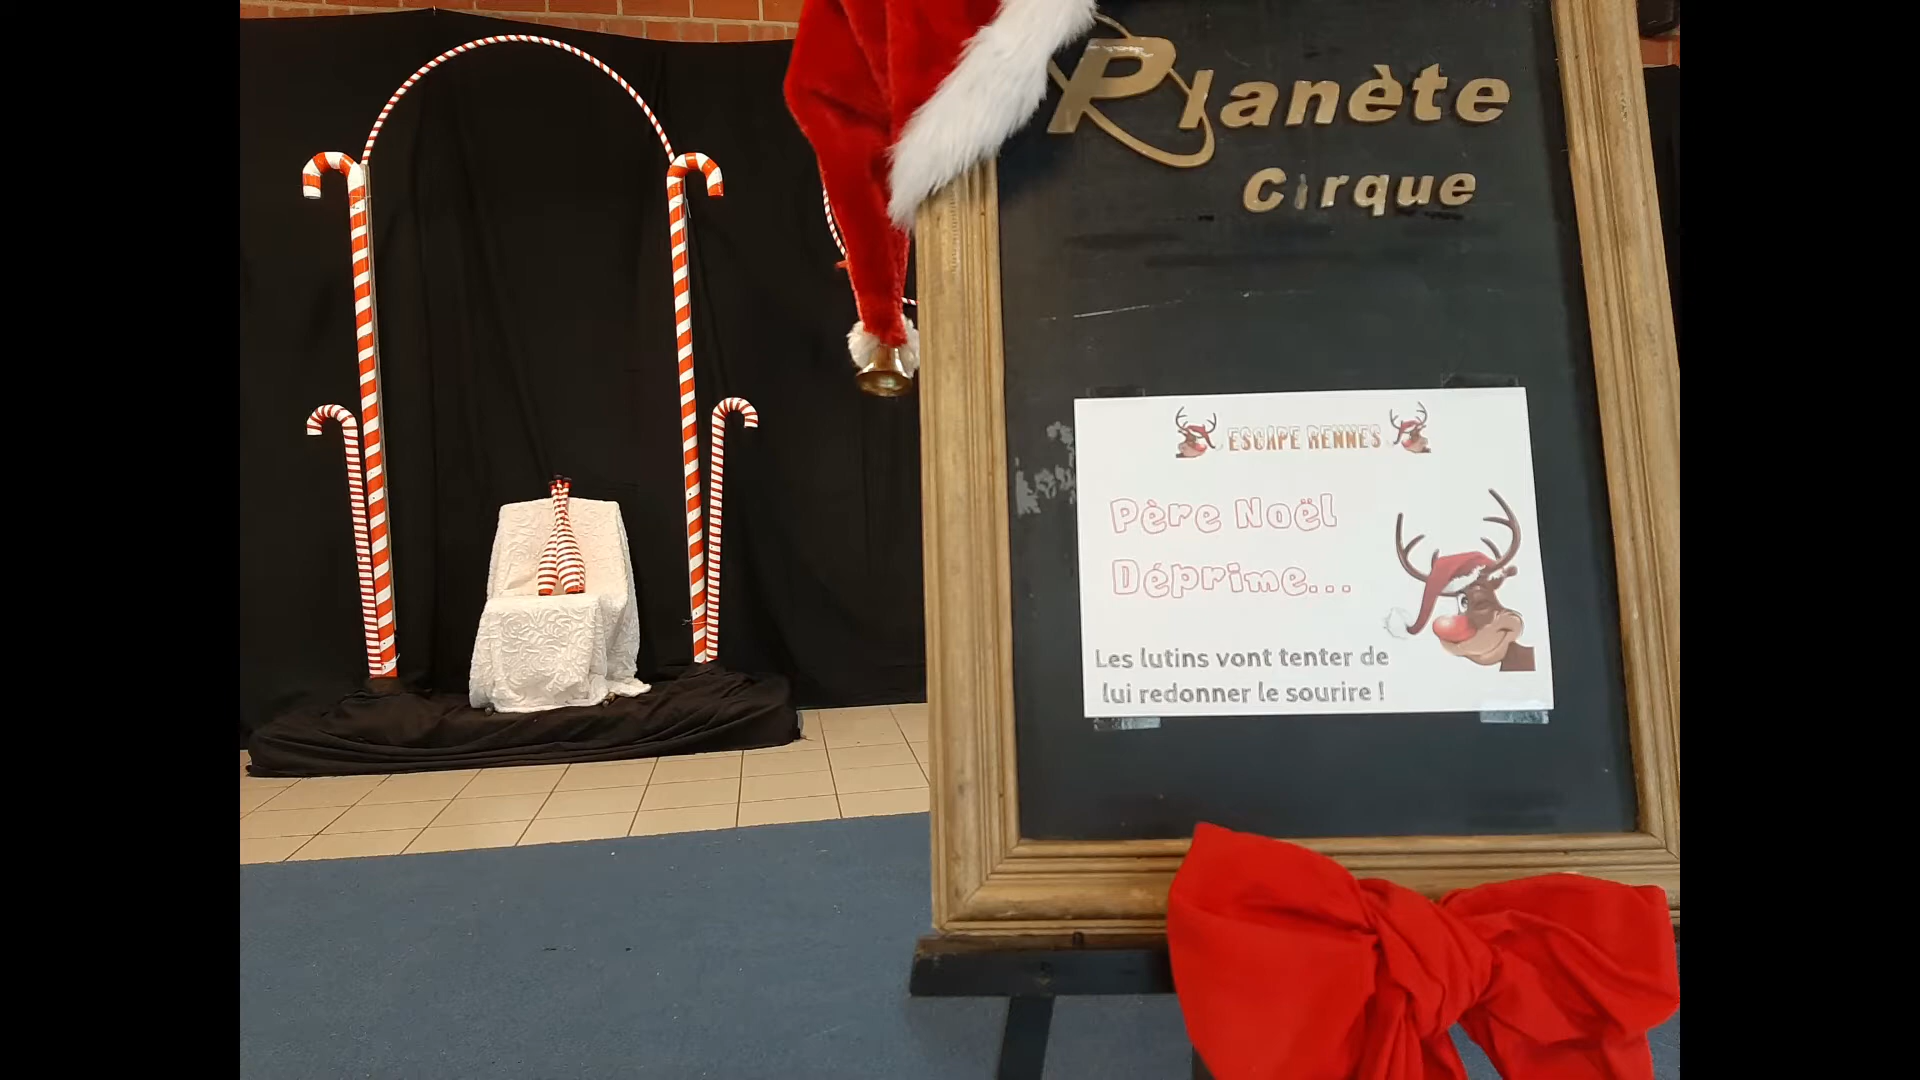 Planète
Cirque
ESCAPE RENNES
Père Noël
Déprime...
Les lutins vont tenter de
lui redonner le sourire !